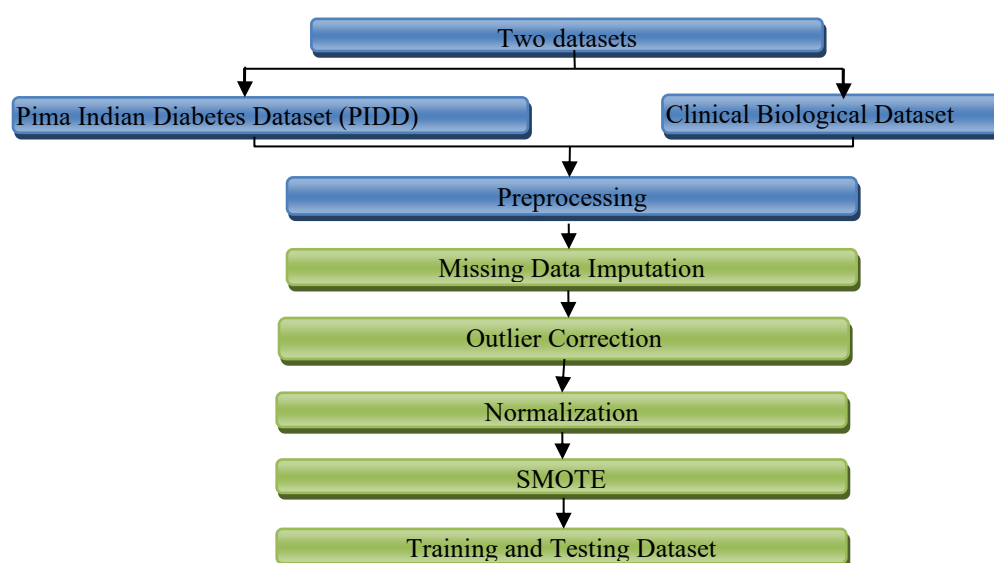 Two datasets
Pima Indian Diabetes Dataset (PIDD)
Clinical Biological Dataset
Preprocessing
Missing Data Imputation
Outlier Correction
Normalization
SMOTE
Training and Testing Dataset